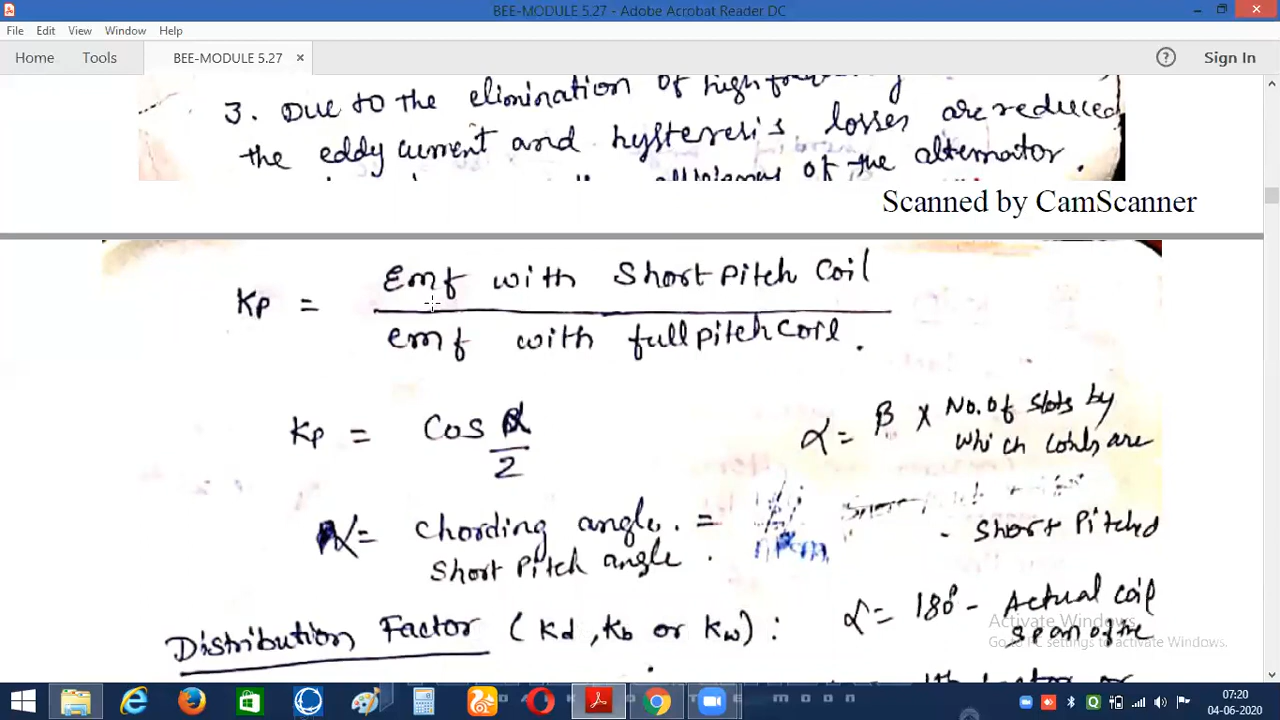 BEE-MODULE 5.27 - Adobe Acrobat Reader DC
File Edit View Window Help
Home Tools BEE-MODULE 5.27 × Sign In
3. Due to the elimination of high
the eddy current and hysteresis losses are reduced
of the alternator.
Scanned by CamScanner
Kp = Emf with Short Pitch Coil
emf with full pitch coil.
Kp = Cos α
2
α = β × No. of slots by
which coils are
α = Chording angle. =
- Short Pitched
Short Pitch angle.
α = 180° - Actual coil
span of the
Distribution Factor (Kd, Kb or Kw) :
Activate Windows
Go to PC settings to activate Windows.
07:20
04-06-2020